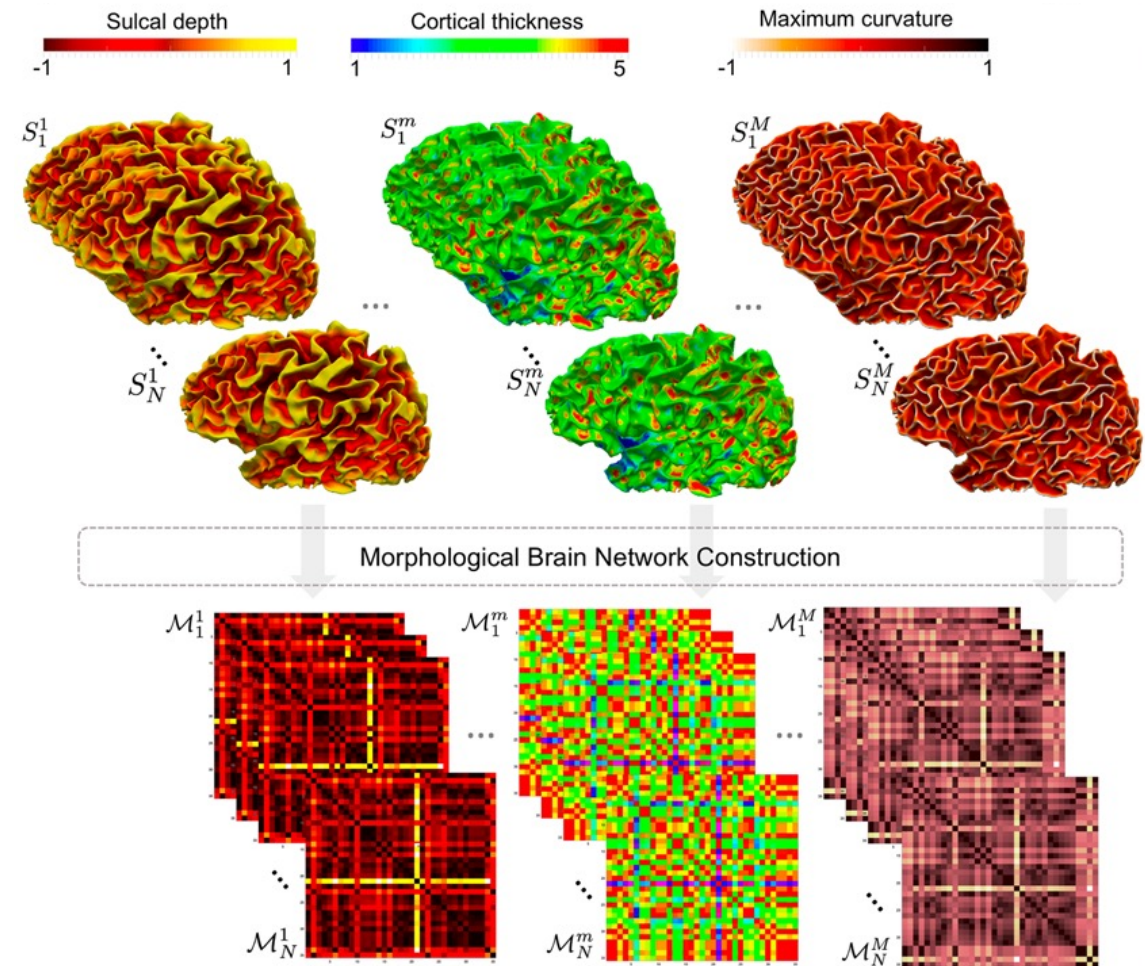 Sulcal depth Cortical thickness Maximum curvature
-1 1 1 5 -1 1
S_1^1 S_1^m S_1^M
... ...
S_N^1 S_N^m S_N^M
Morphological Brain Network Construction
M_1^1 M_1^m M_1^M
... ...
M_N^1 M_N^m M_N^M